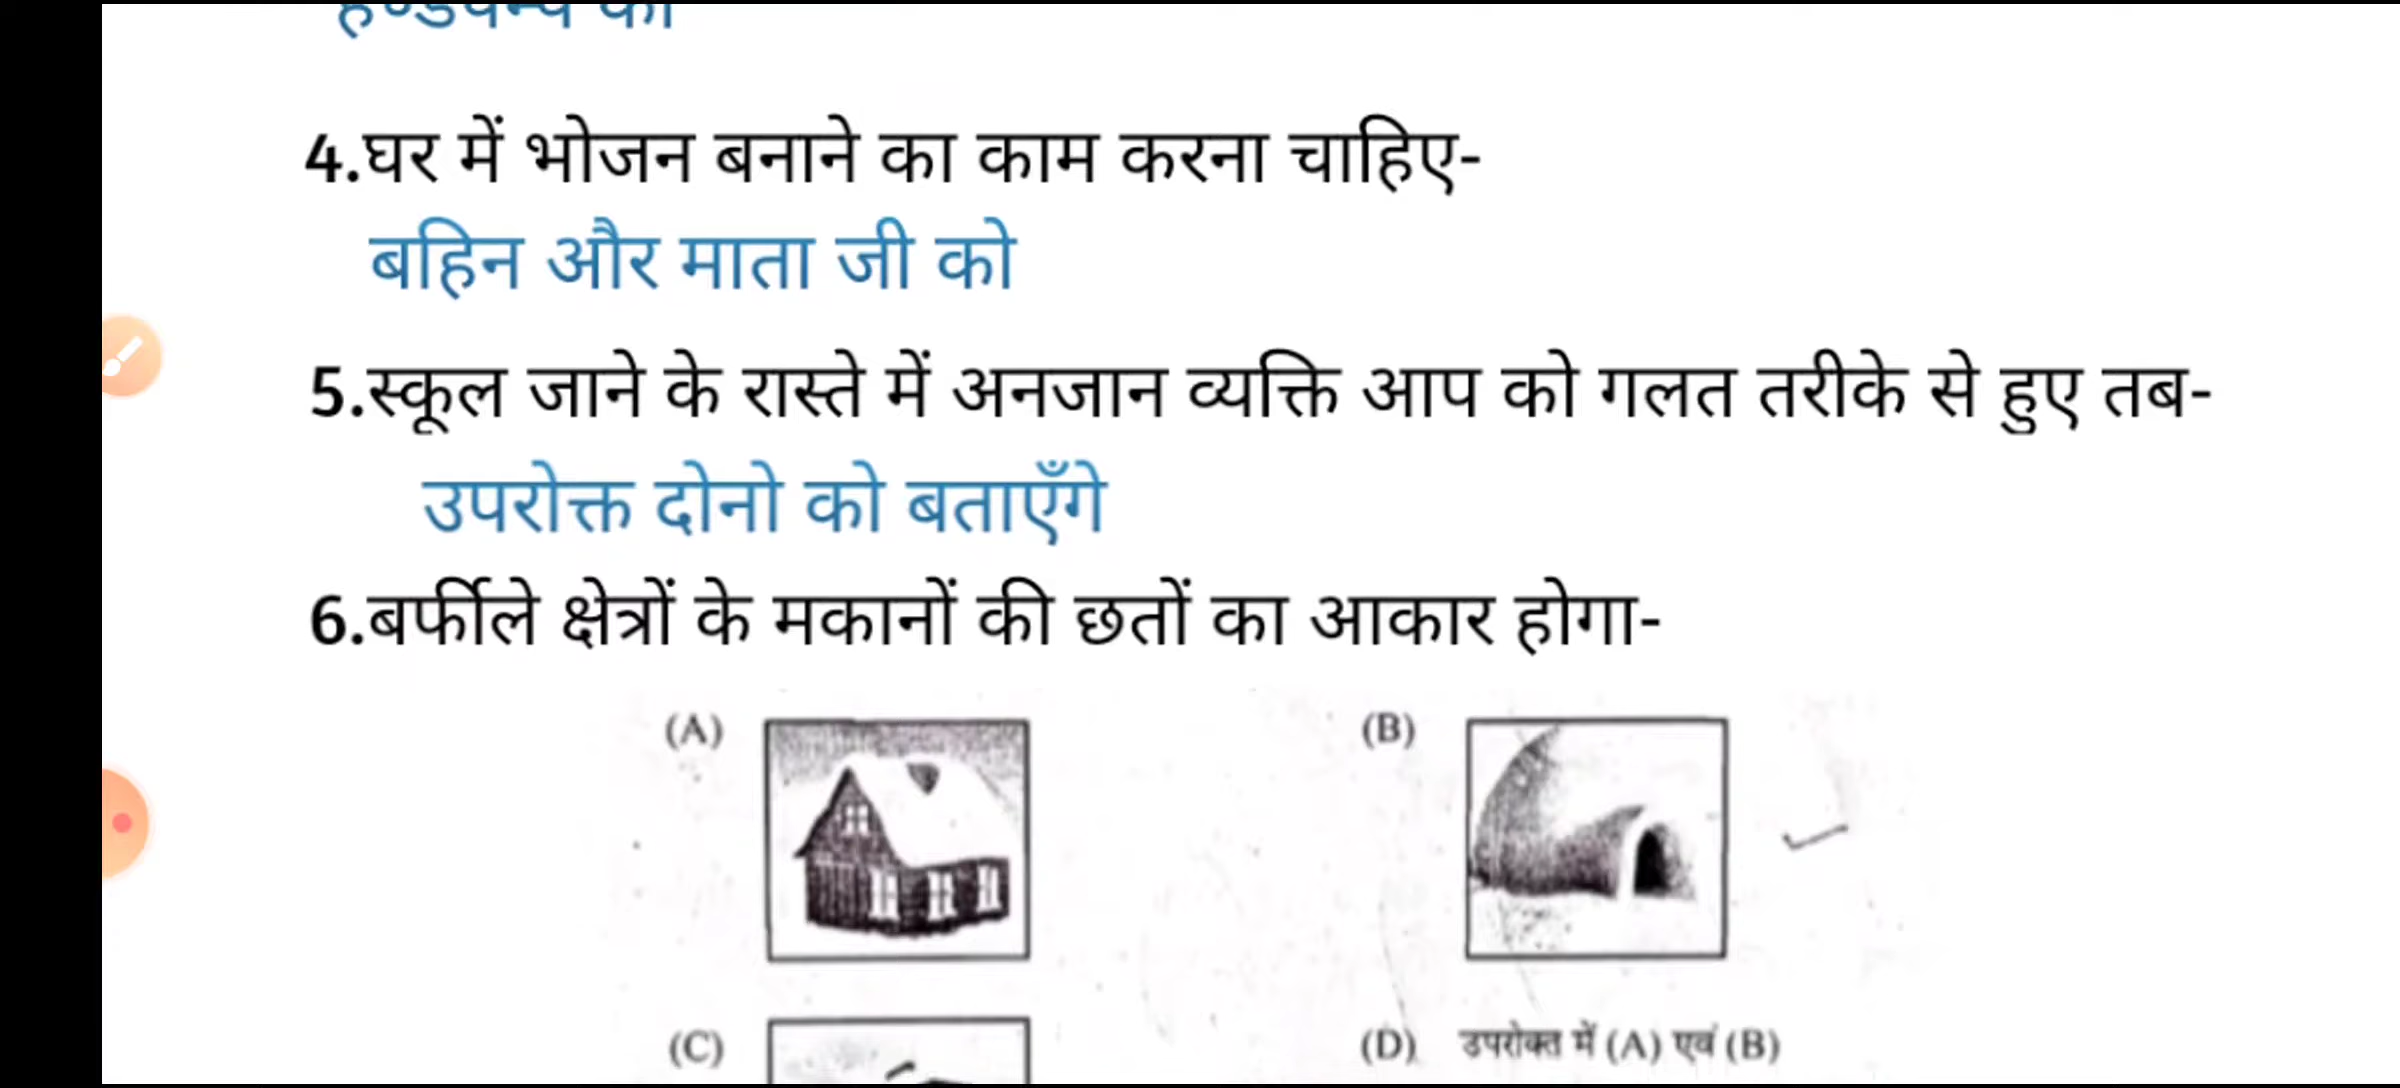 4.घर में भोजन बनाने का काम करना चाहिए-
बहिन और माता जी को
5.स्कूल जाने के रास्ते में अनजान व्यक्ति आप को गलत तरीके से हुए तब-
उपरोक्त दोनो को बताएँगे
6.बर्फीले क्षेत्रों के मकानों की छतों का आकार होगा-
(A) (B)
(C) (D) उपरोक्त में (A) एवं (B)